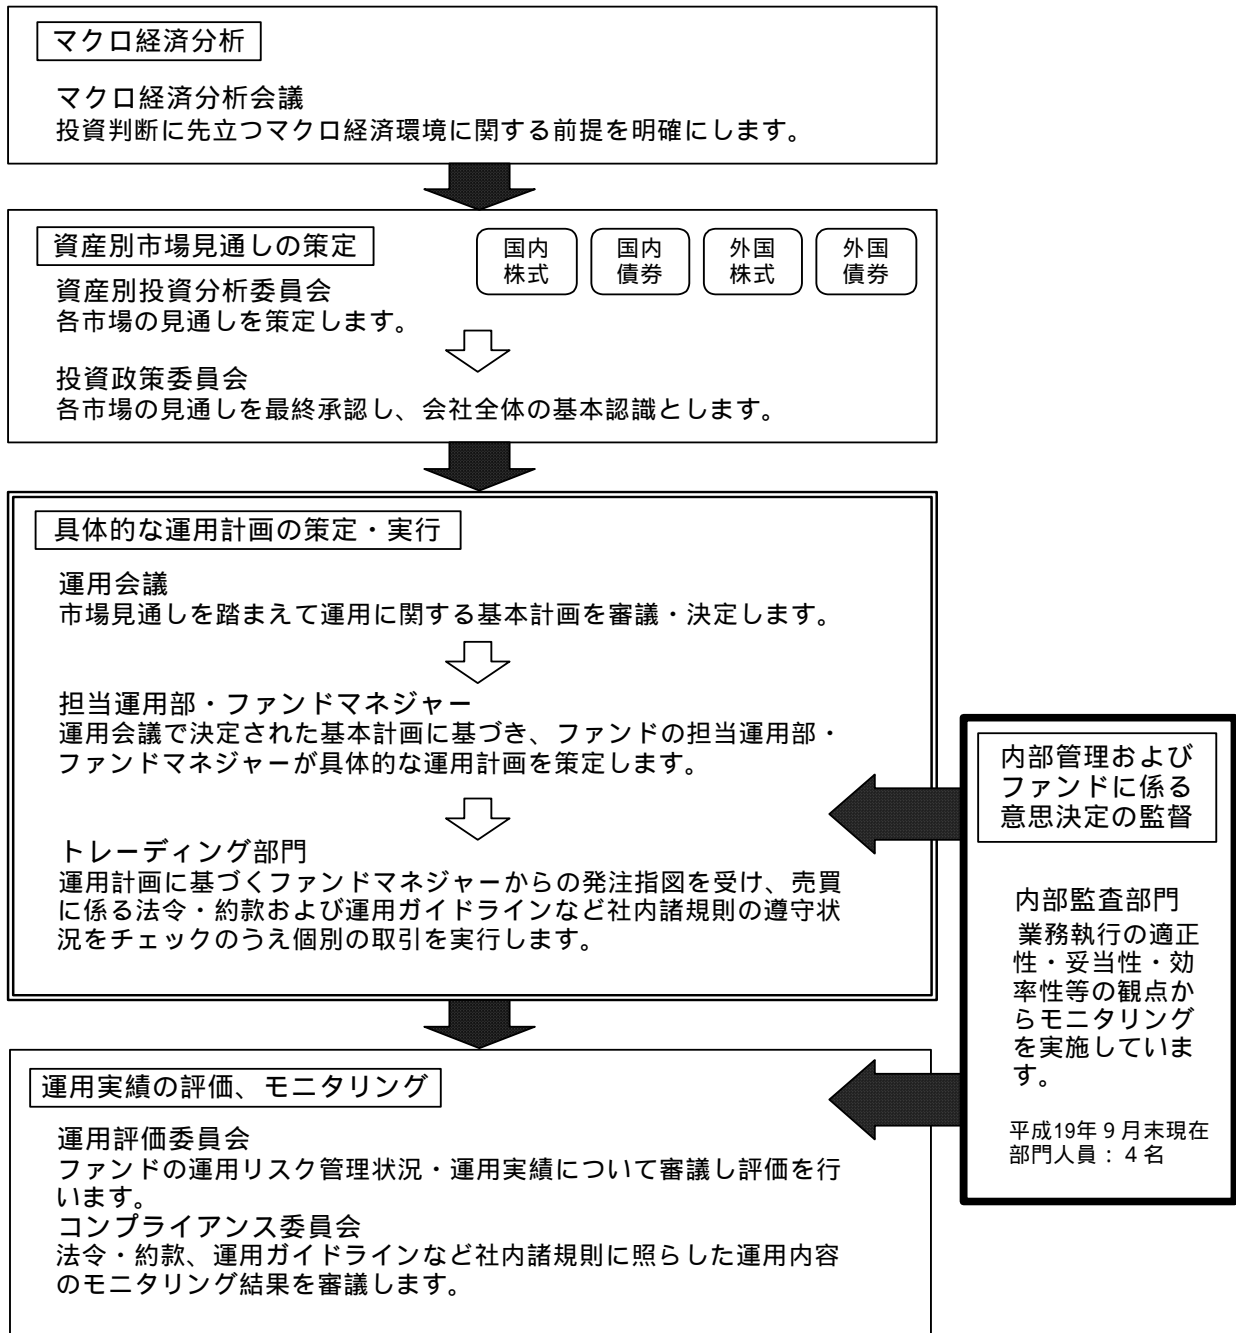 マクロ経済分析
マクロ経済分析会議
投資判断に先立つマクロ経済環境に関する前提を明確にします。
資産別市場見通しの策定
国内
株式
国内
債券
外国
株式
外国
債券
資産別投資分析委員会
各市場の見通しを策定します。
投資政策委員会
各市場の見通しを最終承認し、会社全体の基本認識とします。
具体的な運用計画の策定・実行
運用会議
市場見通しを踏まえて運用に関する基本計画を審議・決定します。
担当運用部・ファンドマネジャー
運用会議で決定された基本計画に基づき、ファンドの担当運用部・
ファンドマネジャーが具体的な運用計画を策定します。
トレーディング部門
運用計画に基づくファンドマネジャーからの発注指図を受け、売買
に係る法令・約款および運用ガイドラインなど社内諸規則の遵守状
況をチェックのうえ個別の取引を実行します。
内部管理および
ファンドに係る
意思決定の監督
内部監査部門
業務執行の適正
性・妥当性・効
率性等の観点か
らモニタリング
を実施していま
す。
平成19年９月末現在
部門人員：４名
運用実績の評価、モニタリング
運用評価委員会
ファンドの運用リスク管理状況・運用実績について審議し評価を行
います。
コンプライアンス委員会
法令・約款、運用ガイドラインなど社内諸規則に照らした運用内容
のモニタリング結果を審議します。